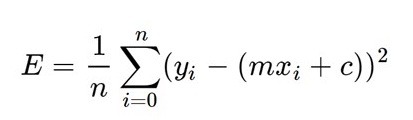 E = \frac{1}{n} \sum_{i=0}^{n} (y_i - (mx_i + c))^2